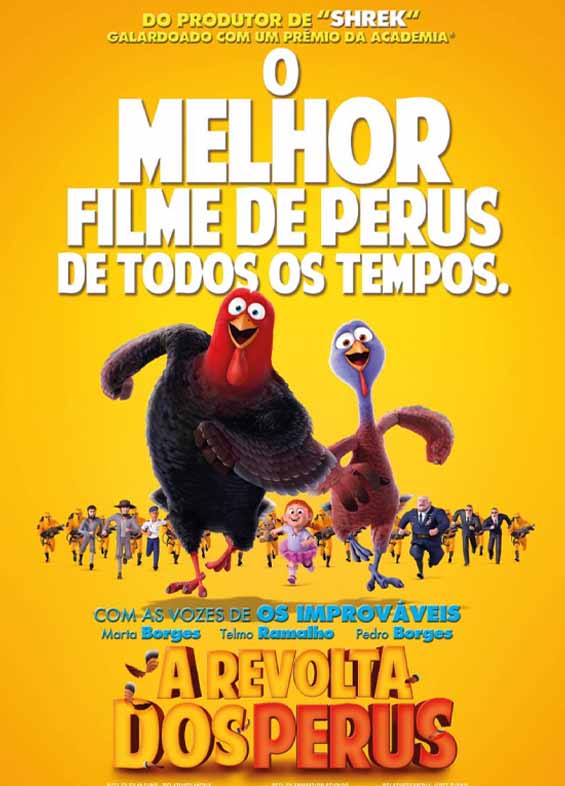 DO PRODUTOR DE "SHREK"
GALARDOADO COM UM PRÉMIO DA ACADEMIA®
O
MELHOR
FILME DE PERUS
DE TODOS OS TEMPOS.
COM AS VOZES DE OS IMPROVÁVEIS
Marta Borges Telmo Ramalho Pedro Borges
A REVOLTA
DOS PERUS